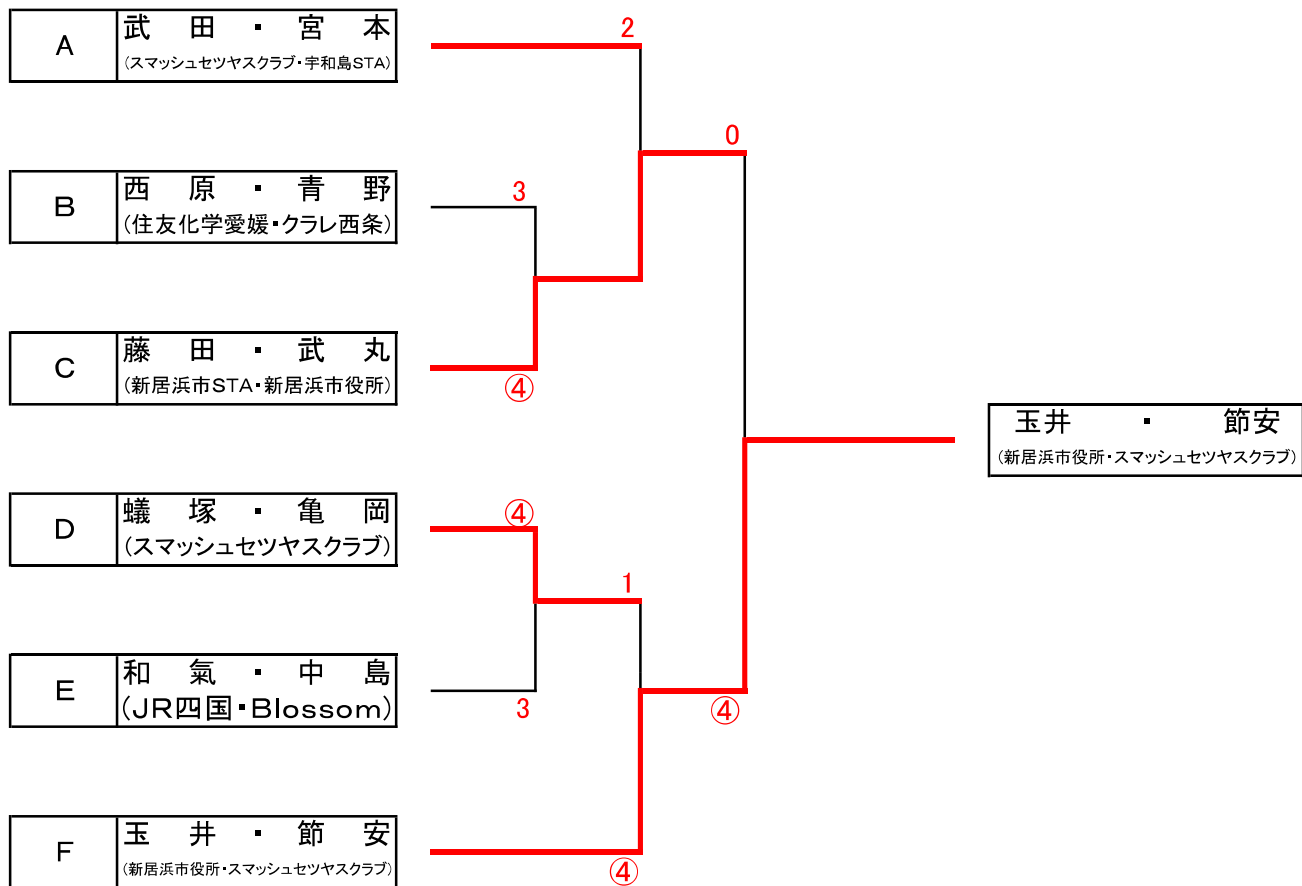 A
武田・宮本
(スマッシュセツヤスクラブ・宇和島STA)
2
0
B
西原・青野
(住友化学愛媛・クラレ西条)
3
C
藤田・武丸
(新居浜市STA・新居浜市役所)
④
玉井・節安
(新居浜市役所・スマッシュセツヤスクラブ)
D
蟻塚・亀岡
(スマッシュセツヤスクラブ)
④
1
E
和氣・中島
(JR四国・Blossom)
3
④
F
玉井・節安
(新居浜市役所・スマッシュセツヤスクラブ)
④